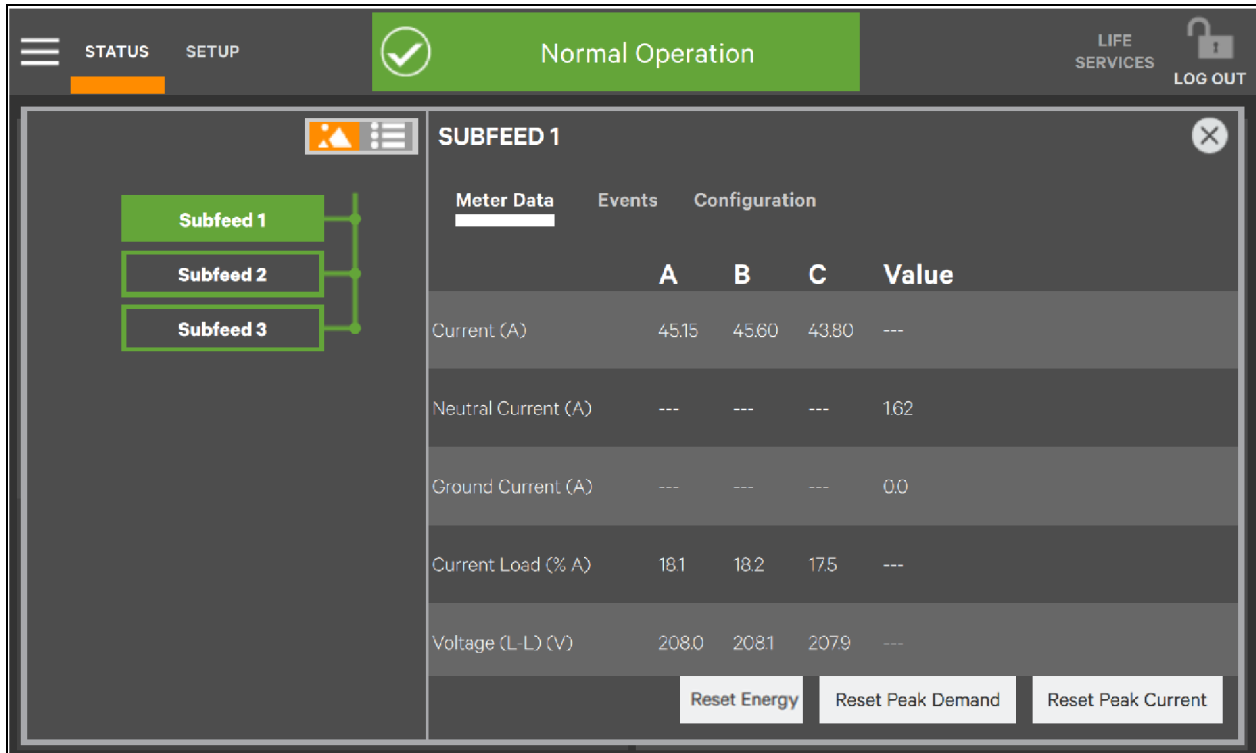 STATUS SETUP Normal Operation LIFE SERVICES LOG OUT
Subfeed 1
Subfeed 2
Subfeed 3
SUBFEED 1
Meter Data Events Configuration
A B C Value
Current (A) 45.15 45.60 43.80 ---
Neutral Current (A) --- --- --- 1.62
Ground Current (A) --- --- --- 0.0
Current Load (% A) 18.1 18.2 17.5 ---
Voltage (L-L) (V) 208.0 208.1 207.9 ---
Reset Energy Reset Peak Demand Reset Peak Current